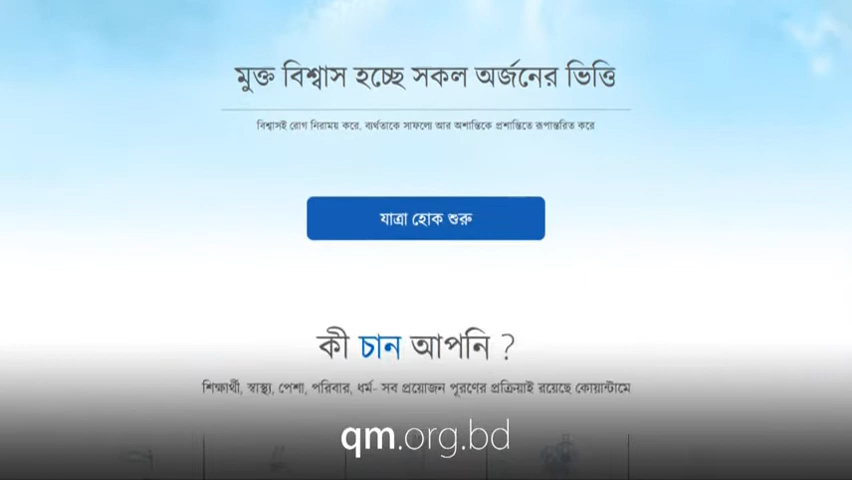 মুক্ত বিশ্বাস হচ্ছে সকল অর্জনের ভিত্তি
বিশ্বাসই রোগ নিরাময় করে, ব্যর্থতাকে সাফল্যে আর অশান্তিকে প্রশান্তিতে রূপান্তরিত করে
যাত্রা হোক শুরু
কী চান আপনি ?
শিক্ষার্থী, স্বাস্থ্য, পেশা, পরিবার, ধর্ম- সব প্রয়োজন পূরণের প্রক্রিয়াই রয়েছে কোয়ান্টামে
qm.org.bd